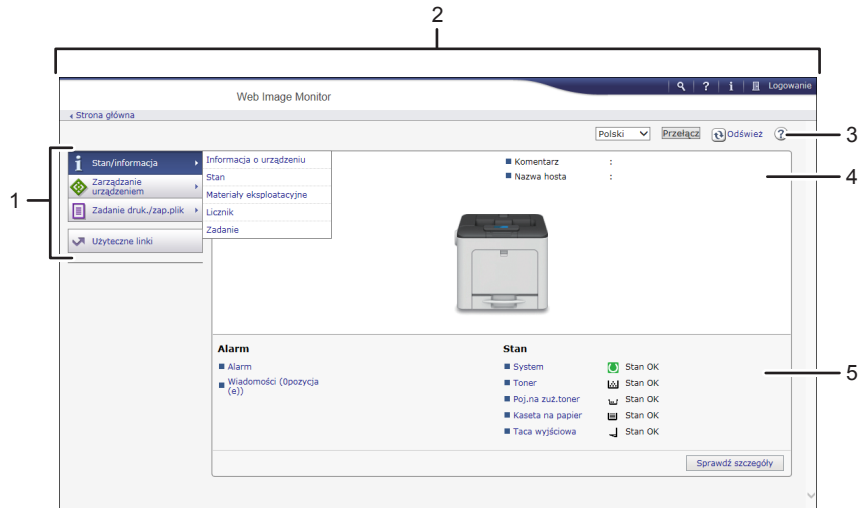 2
Web Image Monitor
? i Logowanie
Strona główna
Polski Przełącz Odśwież ?
3
1
Stan/informacja
Zarządzanie
urządzeniem
Zadanie druk./zap.plik
Użyteczne linki
Informacja o urządzeniu
Stan
Materiały eksploatacyjne
Licznik
Zadanie
Komentarz :
Nazwa hosta :
4
Alarm
Alarm
Wiadomości (0pozycja
(e))
Stan
System Stan OK
Toner Stan OK
Poj.na zuż.toner Stan OK
Kaseta na papier Stan OK
Taca wyjściowa Stan OK
5
Sprawdź szczegóły